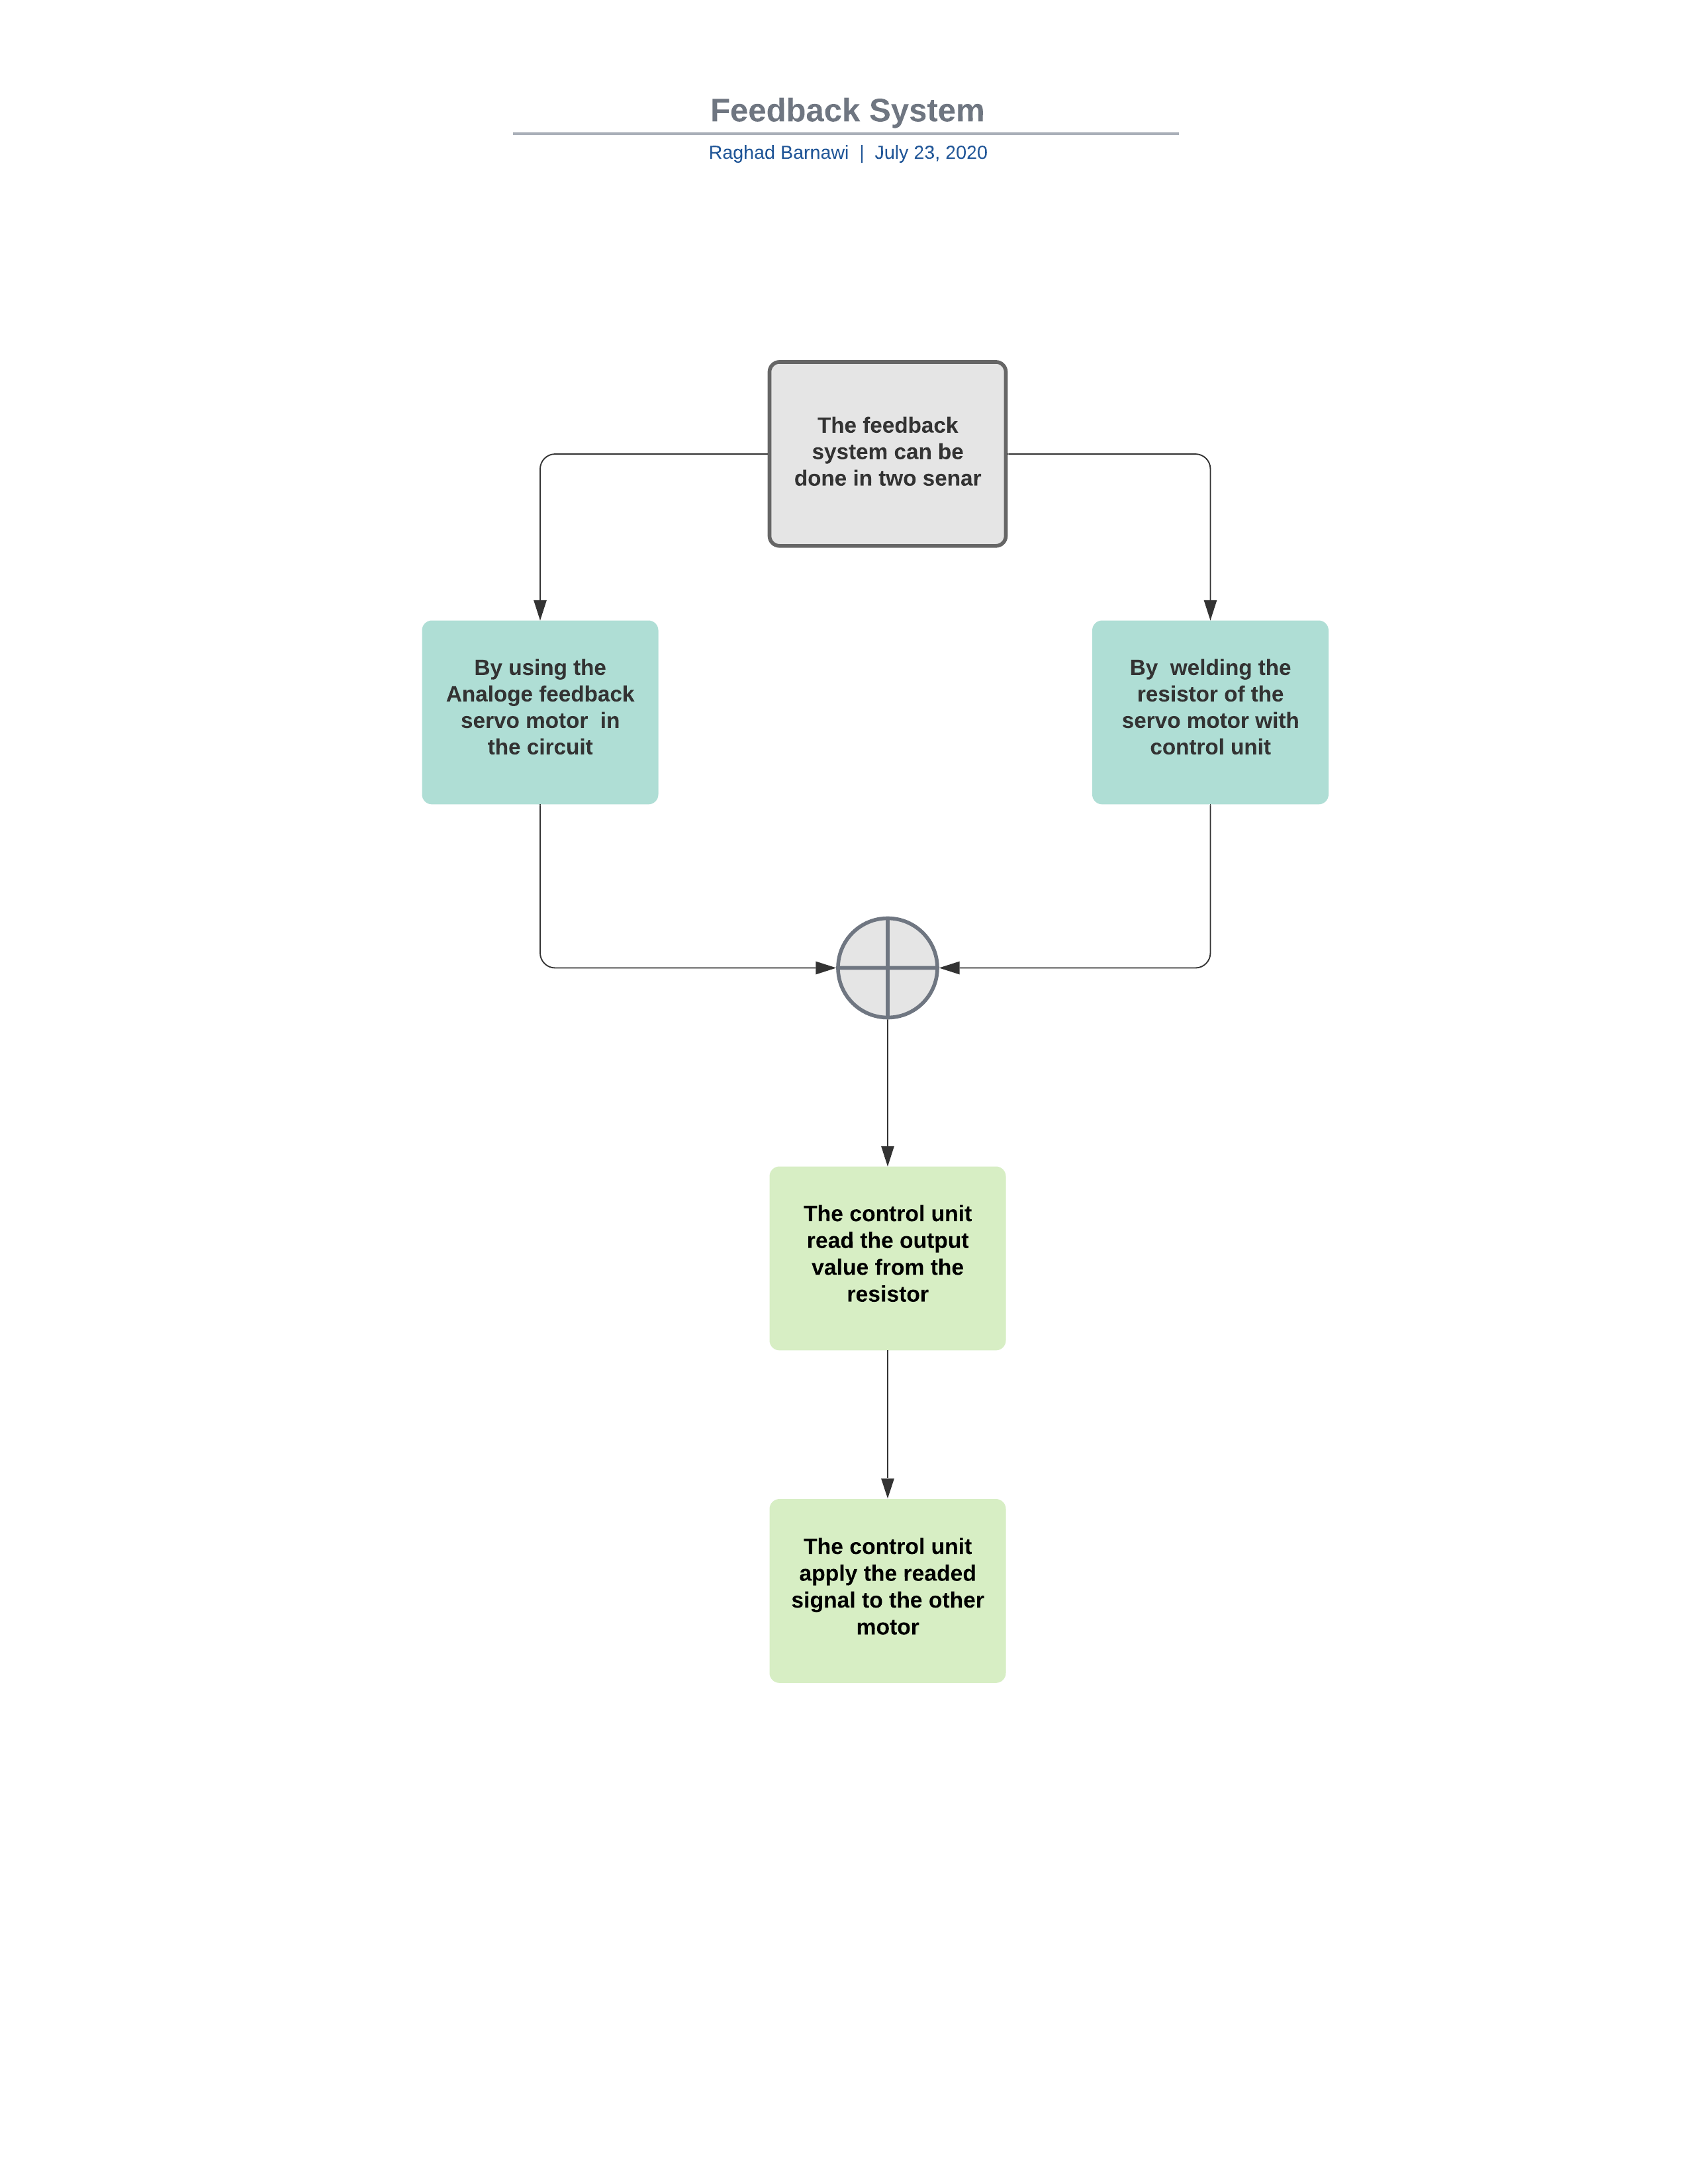 Feedback System
Raghad Barnawi | July 23, 2020
The feedback
system can be
done in two senar
By using the
Analoge feedback
servo motor  in
the circuit
By  welding the
resistor of the
servo motor with
control unit
The control unit
read the output
value from the
resistor
The control unit
apply the readed
signal to the other
motor